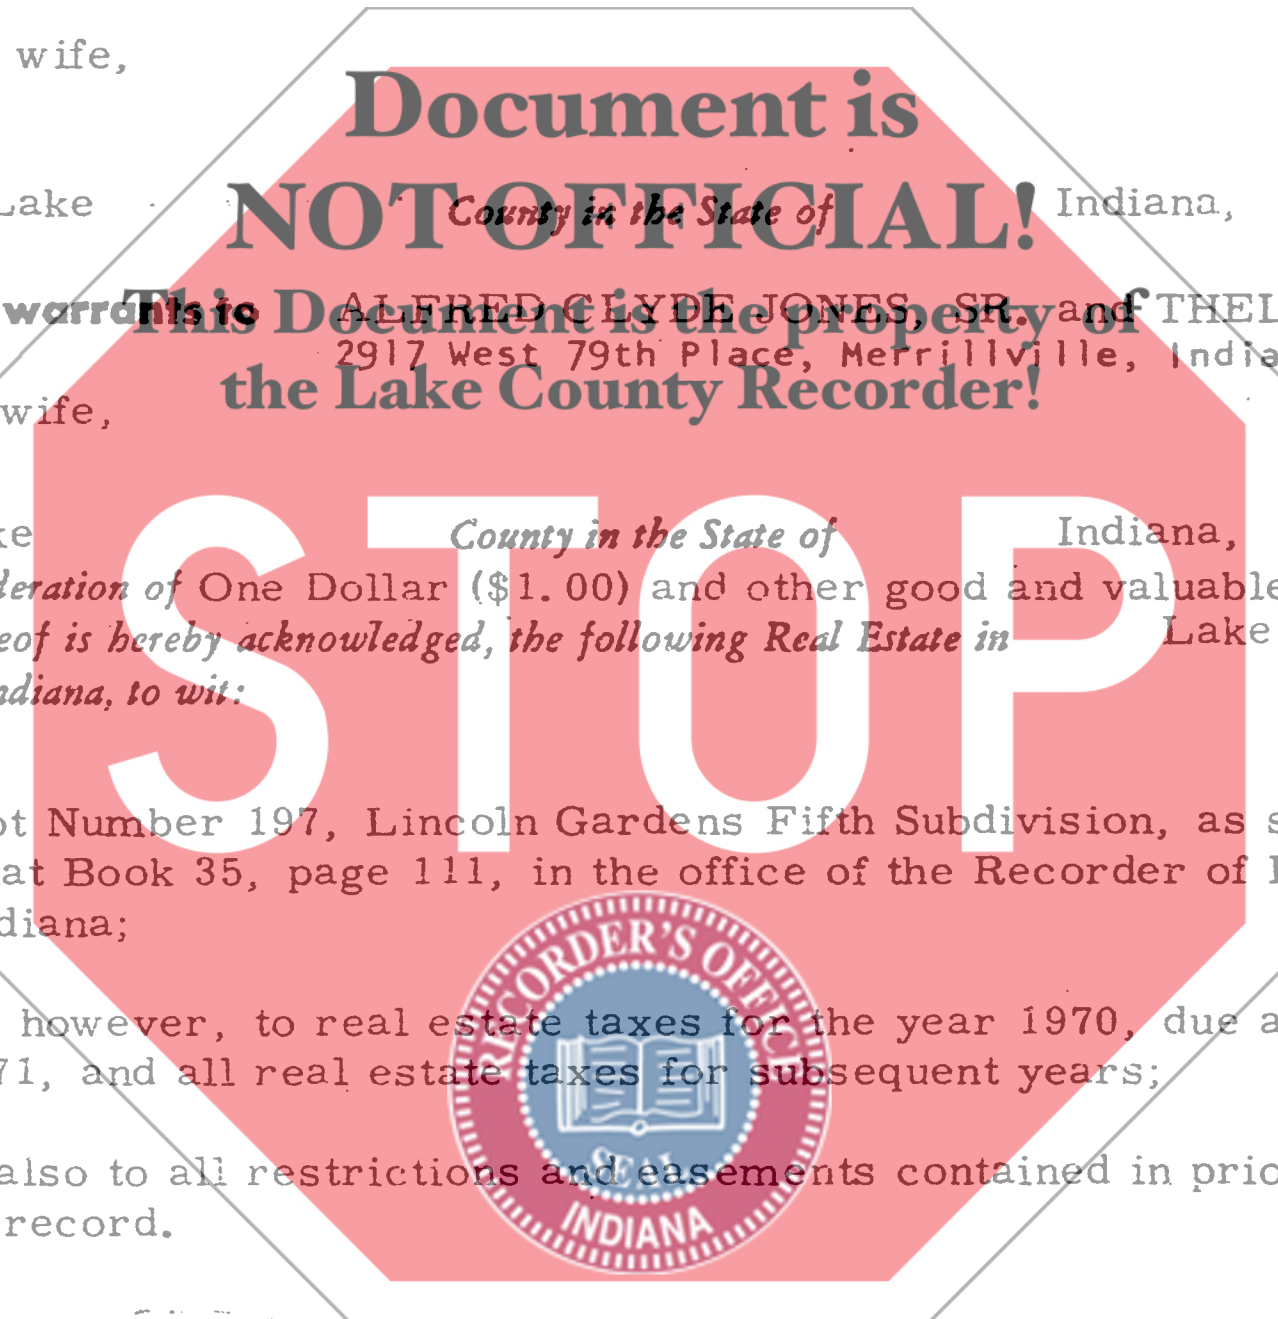 wife,
Document is
Lake NOT OFFICIAL! County in the State of Indiana,
warrants to ALFRED CLYDE JONES, SR. and THEL
This Document is the property of
2917 West 79th Place, Merrillville, India
the Lake County Recorder!
wife,
STOP
ke County in the State of Indiana,
deration of One Dollar ($1.00) and other good and valuable
eof is hereby acknowledged, the following Real Estate in Lake
ndiana, to wit:
ot Number 197, Lincoln Gardens Fifth Subdivision, as s
at Book 35, page 111, in the office of the Recorder of L
diana;
RECORDER'S OFFICE
however, to real estate taxes for the year 1970, due a
71, and all real estate taxes for subsequent years;
SEAL
also to all restrictions and easements contained in prio
INDIANA
record.